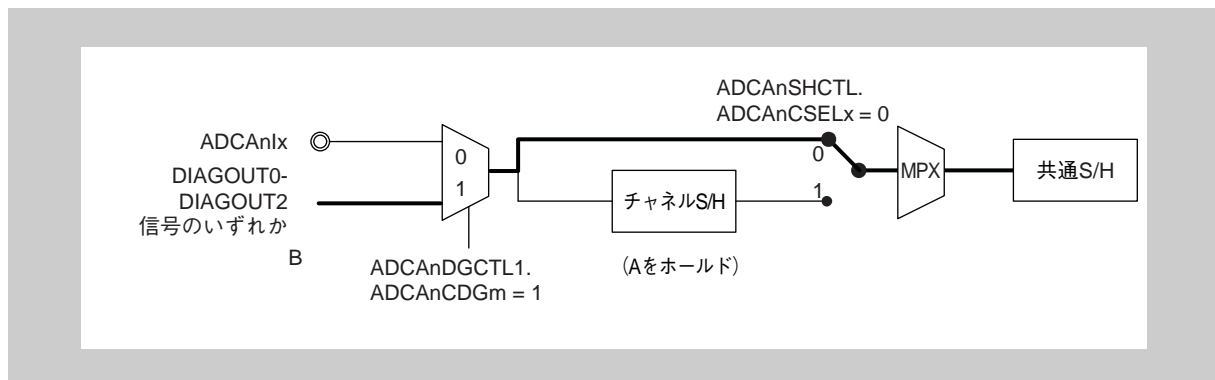 ADCAnSHCTL.
ADCAnCSELx = 0
ADCAnIx
DIAGOUT0-
DIAGOUT2
信号のいずれか
B
0
1
ADCAnDGCTL1.
ADCAnCDGm = 1
チャネルS/H
(Aをホールド)
0
1
MPX
共通S/H